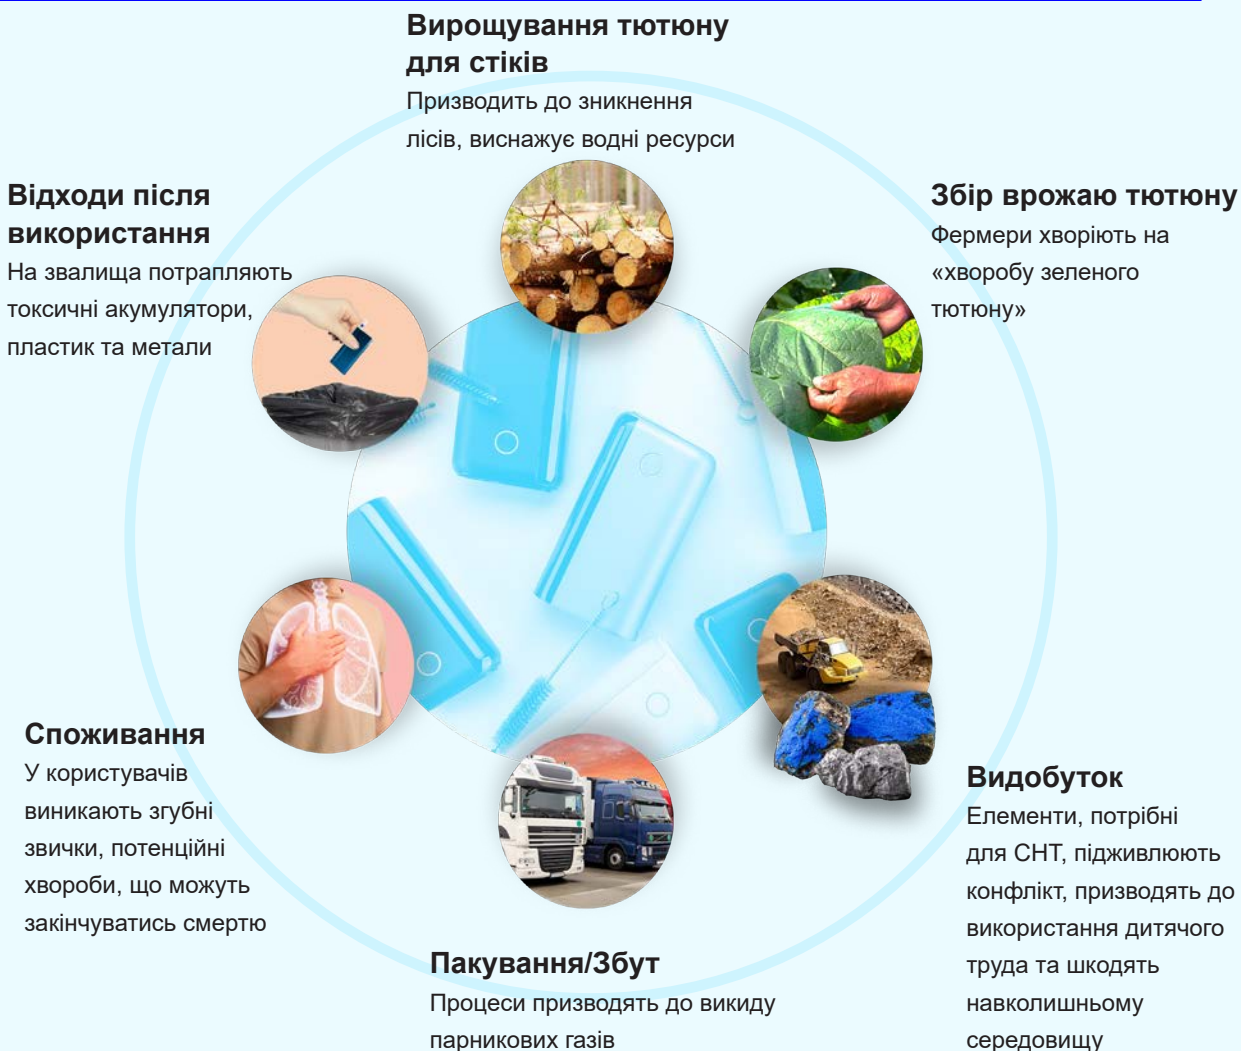 Вирощування тютюну
для стіків
Призводить до зникнення
лісів, виснажує водні ресурси
Збір врожаю тютюну
Фермери хворіють на
«хворобу зеленого
тютюну»
Видобуток
Елементи, потрібні
для СНТ, підживлюють
конфлікт, призводять до
використання дитячого
труда та шкодять
навколишньому
середовищу
Пакування/Збут
Процеси призводять до викиду
парникових газів
Споживання
У користувачів
виникають згубні
звички, потенційні
хвороби, що можуть
закінчуватись смертю
Відходи після
використання
На звалища потрапляють
токсичні акумулятори,
пластик та метали